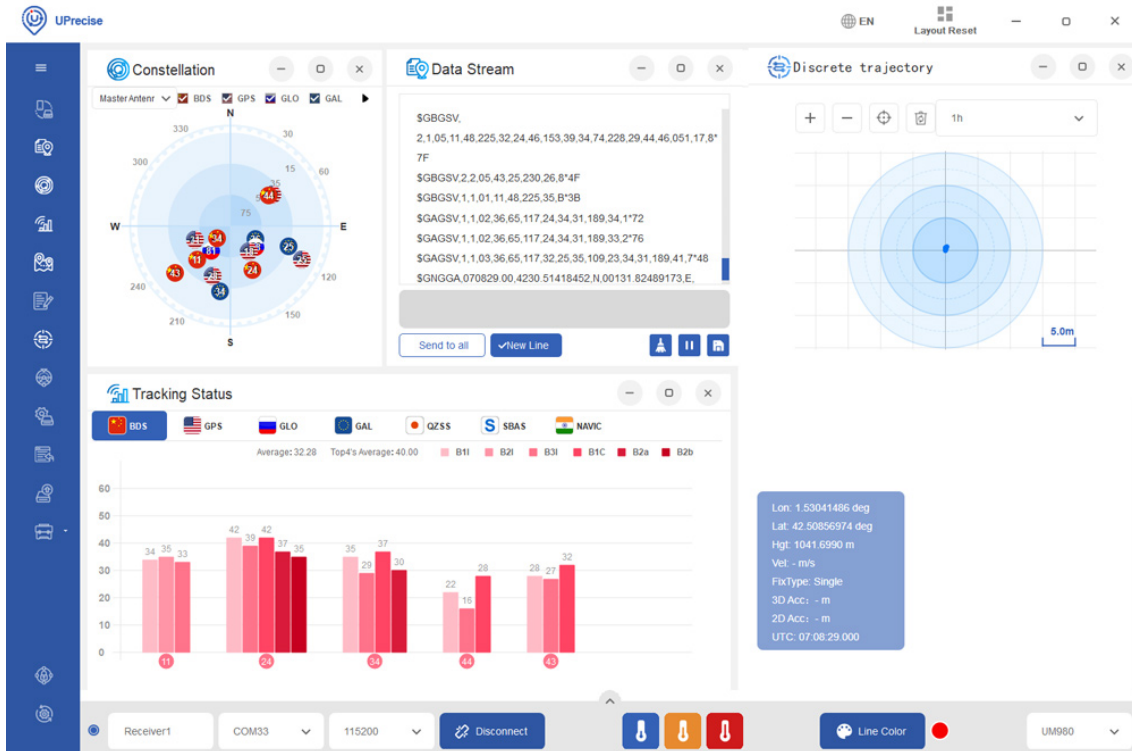 UPrecise
EN
Layout Reset
Constellation
Master Antenr
BDS
GPS
GLO
GAL
N
330
30
300
15
60
75
W
E
44
34
81
25
11
43
24
34
240
120
210
150
S
Data Stream
$GBGSV,
2,1,05,11,48,225,32,24,46,153,39,34,74,228,29,44,46,051,17,8*
7F
$GBGSV,2,2,05,43,25,230,26,8*4F
$GBGSV,1,1,01,11,48,225,35,B*3B
$GAGSV,1,1,02,36,65,117,24,34,31,189,34,1*72
$GAGSV,1,1,02,36,65,117,24,34,31,189,33,2*76
$GAGSV,1,1,03,36,65,117,32,25,35,109,23,34,31,189,41,7*48
$GNGGA,070829.00,4230.51418452,N,00131.82489173,E,
Send to all
New Line
Discrete trajectory
1h
5.0m
Tracking Status
BDS
GPS
GLO
GAL
QZSS
S SBAS
NAVIC
Average: 32.28 Top4's Average: 40.00 B1I B2I B3I B1C B2a B2b
60
50
40
30
20
10
0
34 35 33
42 39 42 37 35
35 29 37 30
22 16 28
28 27 32
11 24 34 44 43
Lon: 1.53041486 deg
Lat: 42.50856974 deg
Hgt: 1041.6990 m
Vel: - m/s
FixType: Single
3D Acc: - m
2D Acc: - m
UTC: 07:08:29.000
Receiver1
COM33
115200
Disconnect
Line Color
UM980